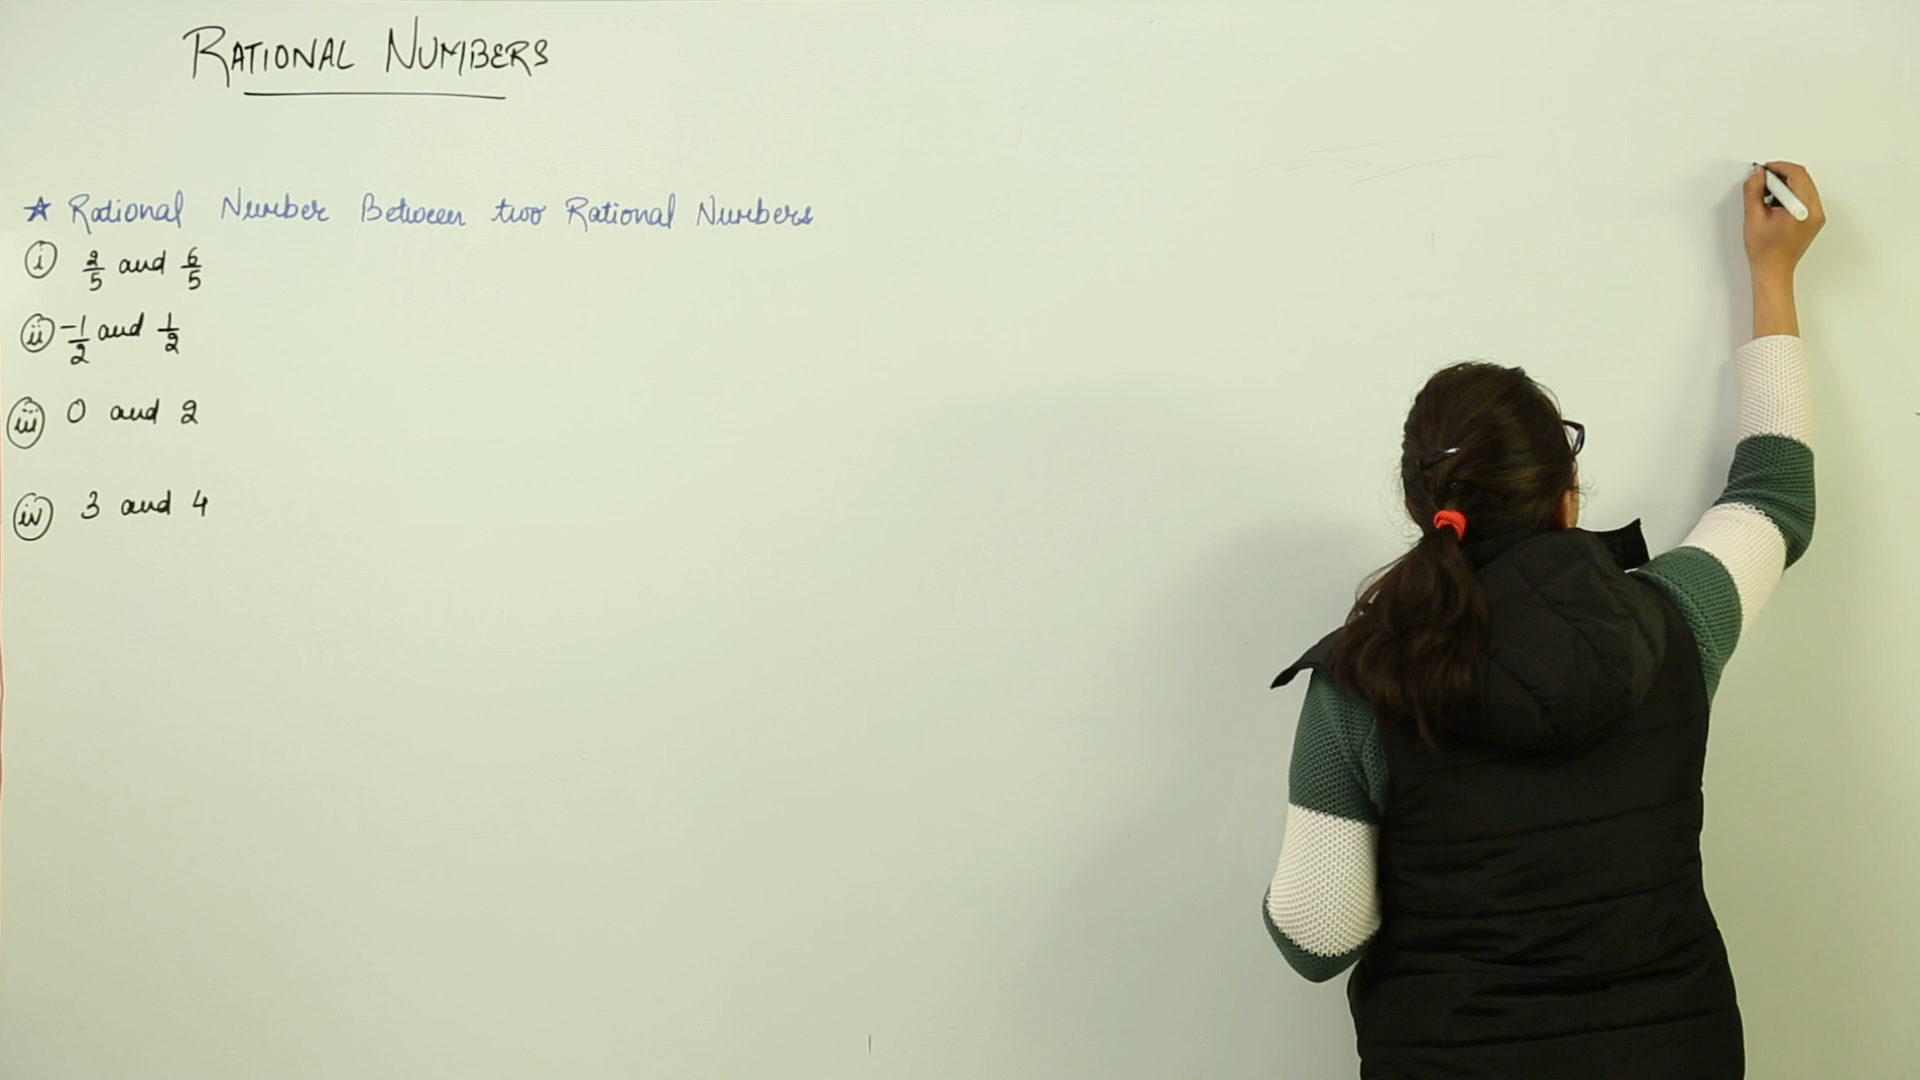 RATIONAL NUMBERS
★ Rational Number Between two Rational Numbers
(i) 2/5 and 6/5
(ii) -1/2 and 1/2
(iii) 0 and 2
(iv) 3 and 4